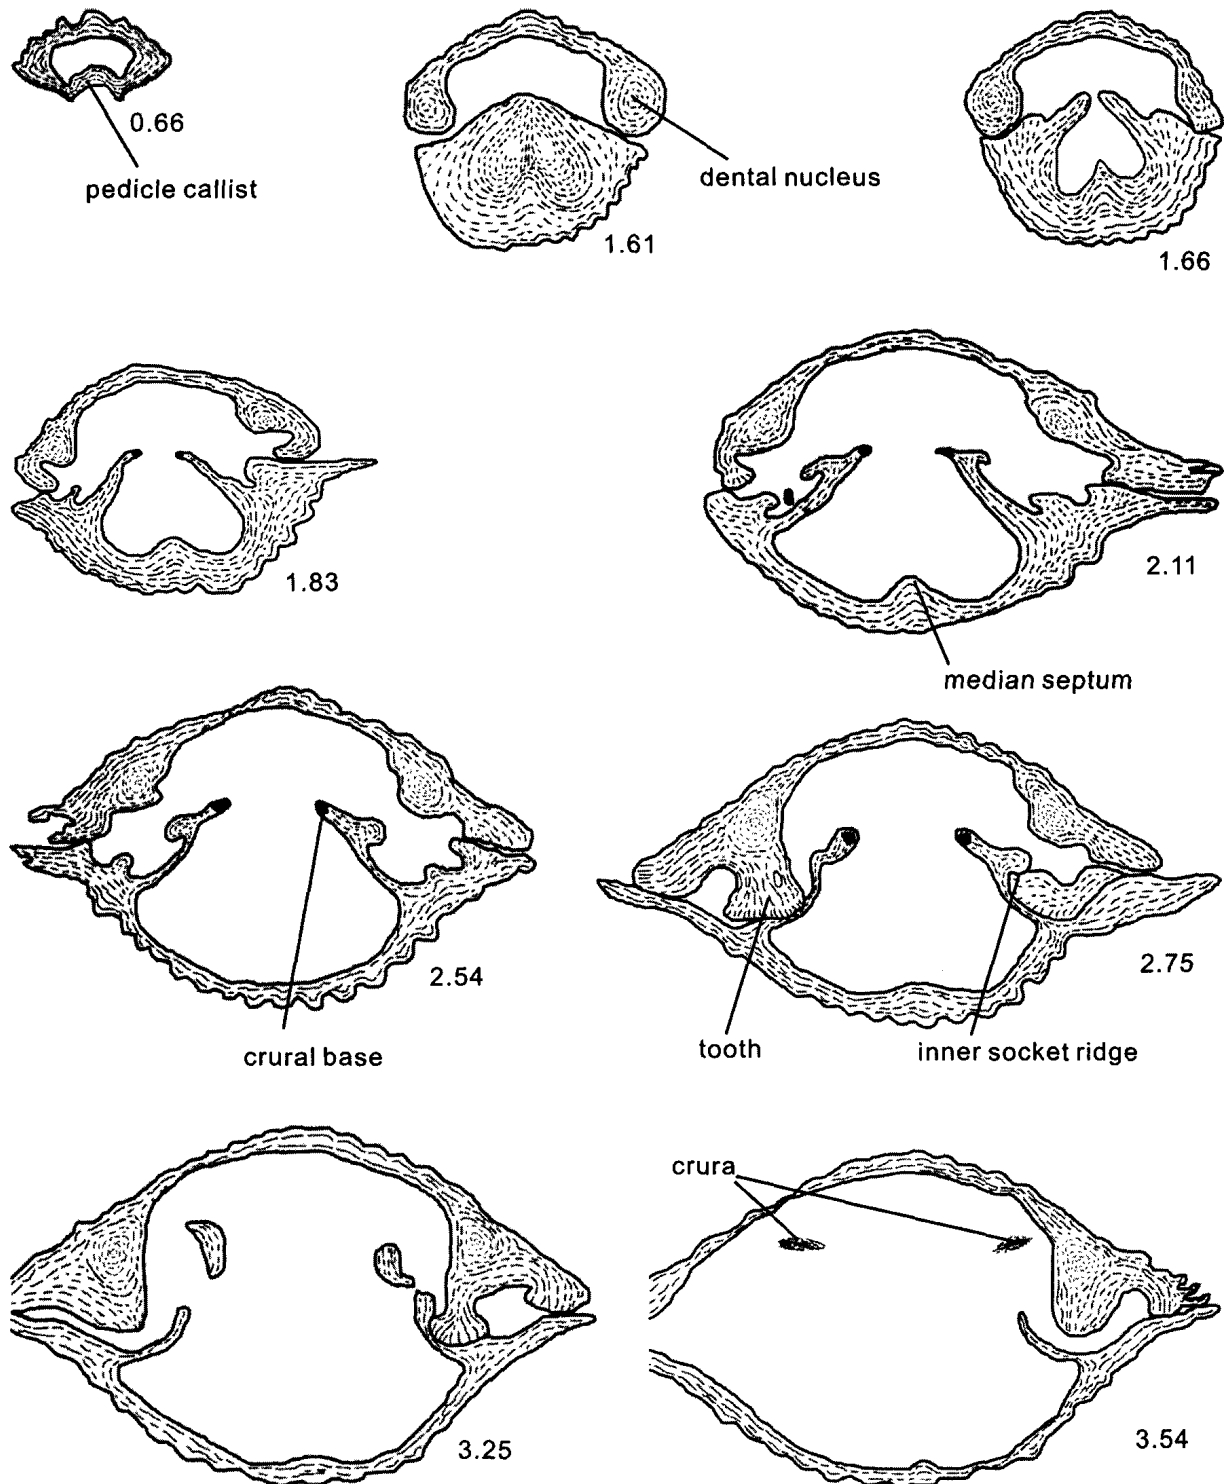 0.66
pedicle callist
dental nucleus
1.61
1.66
1.83
2.11
median septum
2.54
crural base
2.75
tooth
inner socket ridge
crura
3.25
3.54